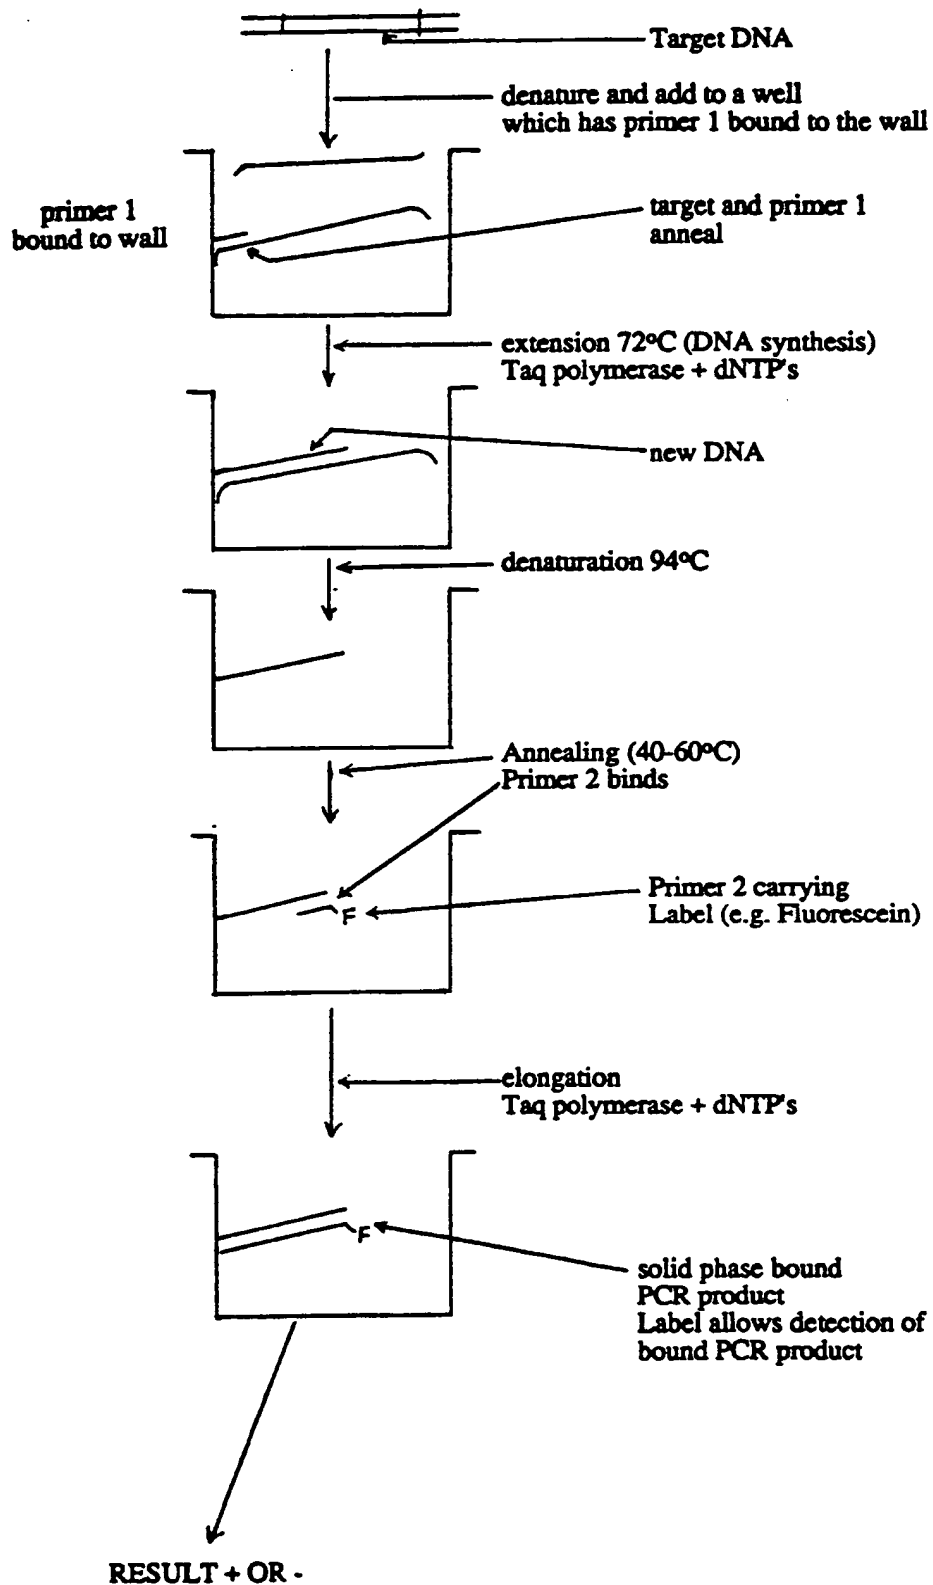 Target DNA
denature and add to a well
which has primer 1 bound to the wall
primer 1
bound to wall
target and primer 1
anneal
extension 72ºC (DNA synthesis)
Taq polymerase + dNTP's
new DNA
denaturation 94ºC
Annealing (40-60ºC)
Primer 2 binds
F
Primer 2 carrying
Label (e.g. Fluorescein)
elongation
Taq polymerase + dNTP's
F
solid phase bound
PCR product
Label allows detection of
bound PCR product
RESULT + OR -